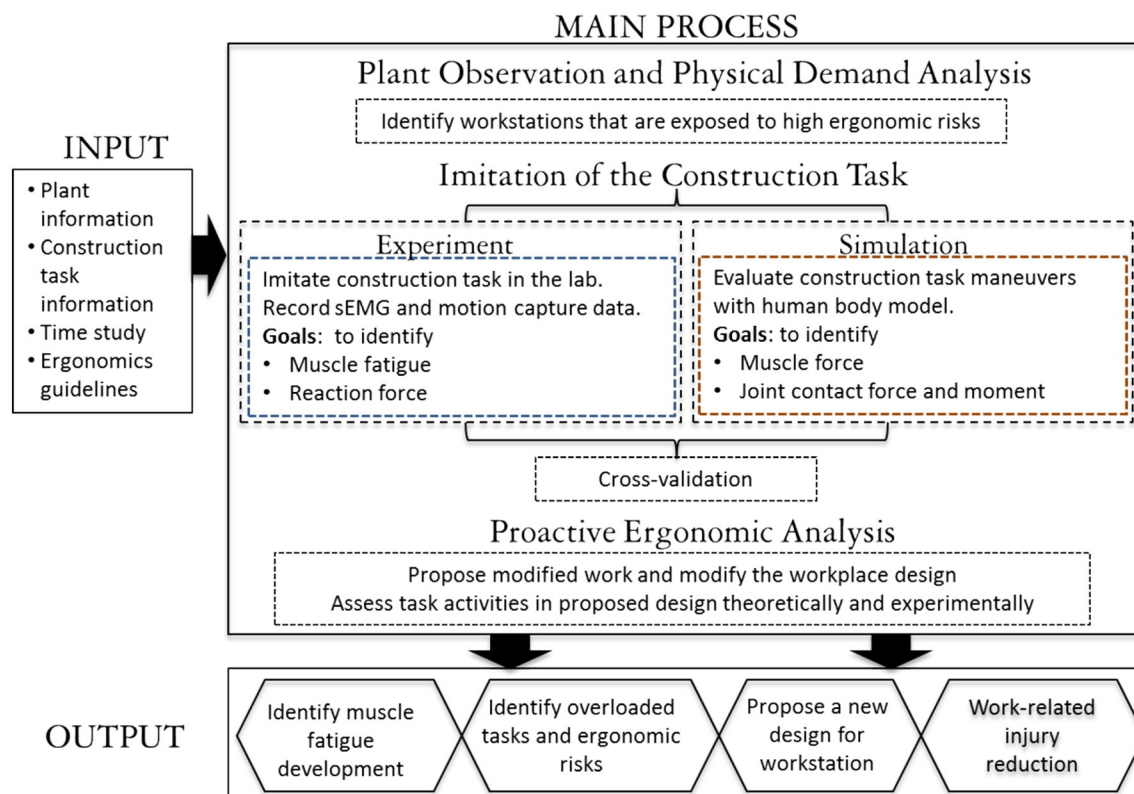 MAIN PROCESS
Plant Observation and Physical Demand Analysis
Identify workstations that are exposed to high ergonomic risks
INPUT
• Plant
information
• Construction
task
information
• Time study
• Ergonomics
guidelines
Imitation of the Construction Task
Experiment
Imitate construction task in the lab.
Record sEMG and motion capture data.
Goals: to identify
• Muscle fatigue
• Reaction force
Simulation
Evaluate construction task maneuvers
with human body model.
Goals: to identify
• Muscle force
• Joint contact force and moment
Cross-validation
Proactive Ergonomic Analysis
Propose modified work and modify the workplace design
Assess task activities in proposed design theoretically and experimentally
OUTPUT
Identify muscle
fatigue
development
Identify overloaded
tasks and ergonomic
risks
Propose a new
design for
workstation
Work-related
injury
reduction